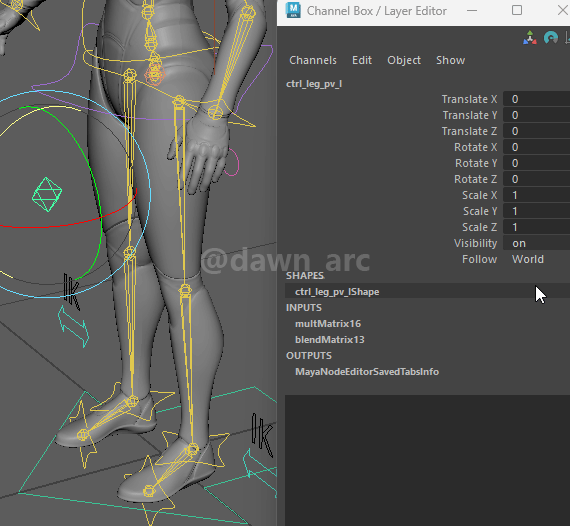 Channel Box / Layer Editor
Channels Edit Object Show
ctrl_leg_pv_l
Translate X 0
Translate Y 0
Translate Z 0
Rotate X 0
Rotate Y 0
Rotate Z 0
Scale X 1
Scale Y 1
Scale Z 1
Visibility on
Follow World
@dawn_arc
SHAPES
ctrl_leg_pv_lShape
INPUTS
multMatrix16
blendMatrix13
OUTPUTS
MayaNodeEditorSavedTabsInfo
IK
IK